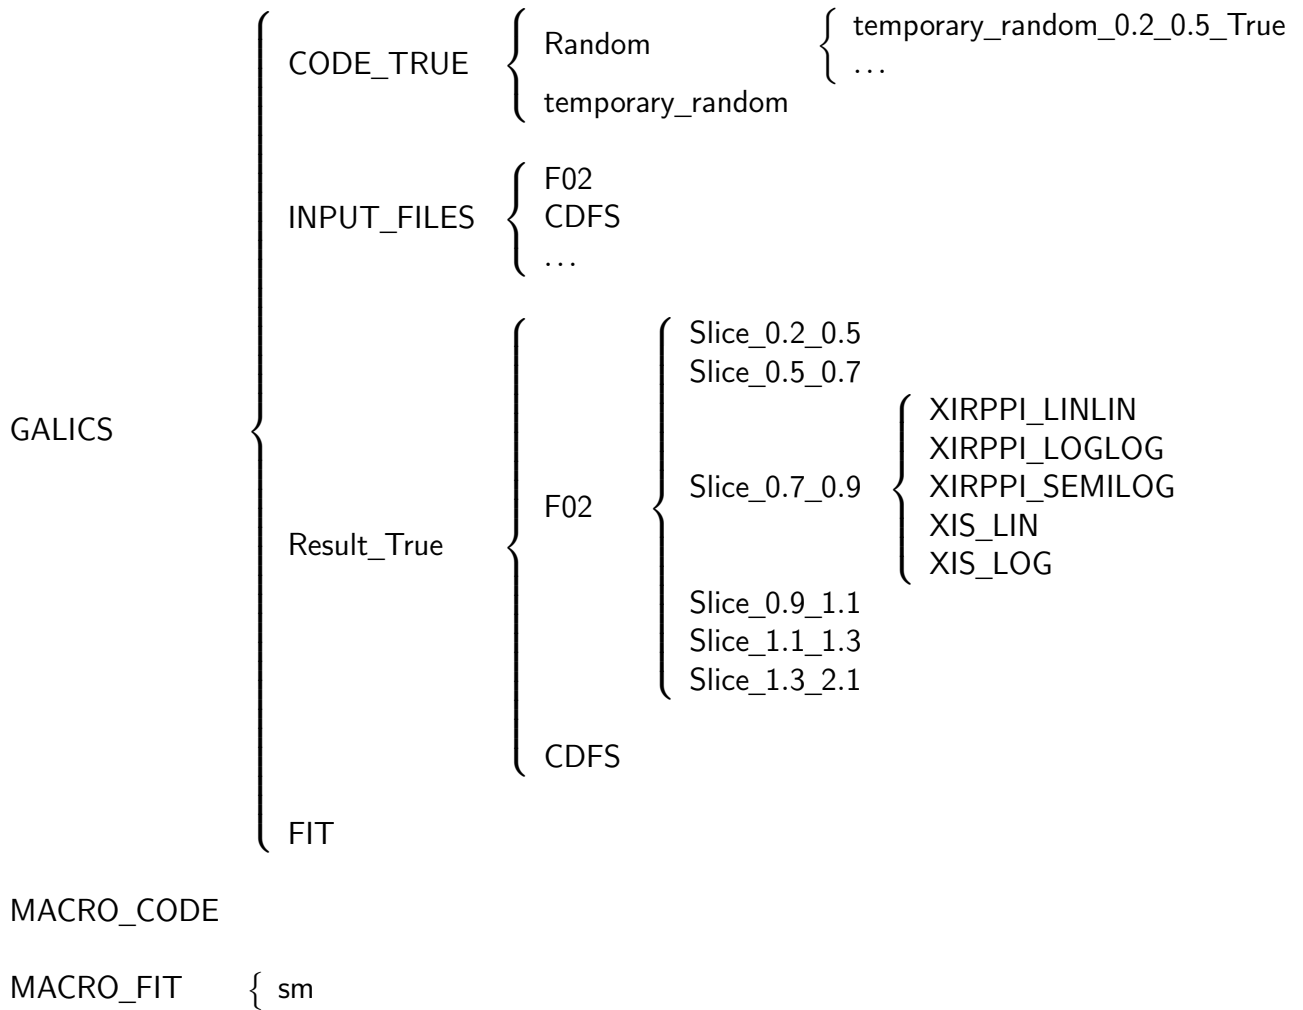 temporary_random_0.2_0.5_True
Random
CODE_TRUE
...
temporary_random
F02
INPUT_FILES
CDFS
...
Slice_0.2_0.5
Slice_0.5_0.7
XIRPPI_LINLIN
GALICS
XIRPPI_LOGLOG
Slice_0.7_0.9
XIRPPI_SEMILOG
F02
XIS_LIN
Result_True
XIS_LOG
Slice_0.9_1.1
Slice_1.1_1.3
Slice_1.3_2.1
CDFS
FIT
MACRO_CODE
MACRO_FIT { sm